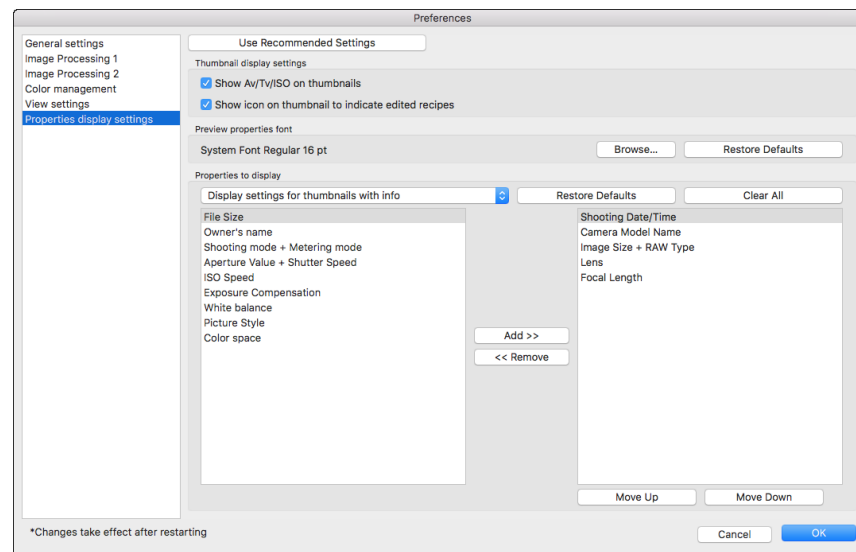 Preferences
General settings
Image Processing 1
Image Processing 2
Color management
View settings
Properties display settings
Use Recommended Settings
Thumbnail display settings
Show Av/Tv/ISO on thumbnails
Show icon on thumbnail to indicate edited recipes
Preview properties font
System Font Regular 16 pt
Browse...
Restore Defaults
Properties to display
Display settings for thumbnails with info
Restore Defaults
Clear All
File Size
Owner's name
Shooting mode + Metering mode
Aperture Value + Shutter Speed
ISO Speed
Exposure Compensation
White balance
Picture Style
Color space
Add >>
<< Remove
Shooting Date/Time
Camera Model Name
Image Size + RAW Type
Lens
Focal Length
Move Up
Move Down
*Changes take effect after restarting
Cancel
OK